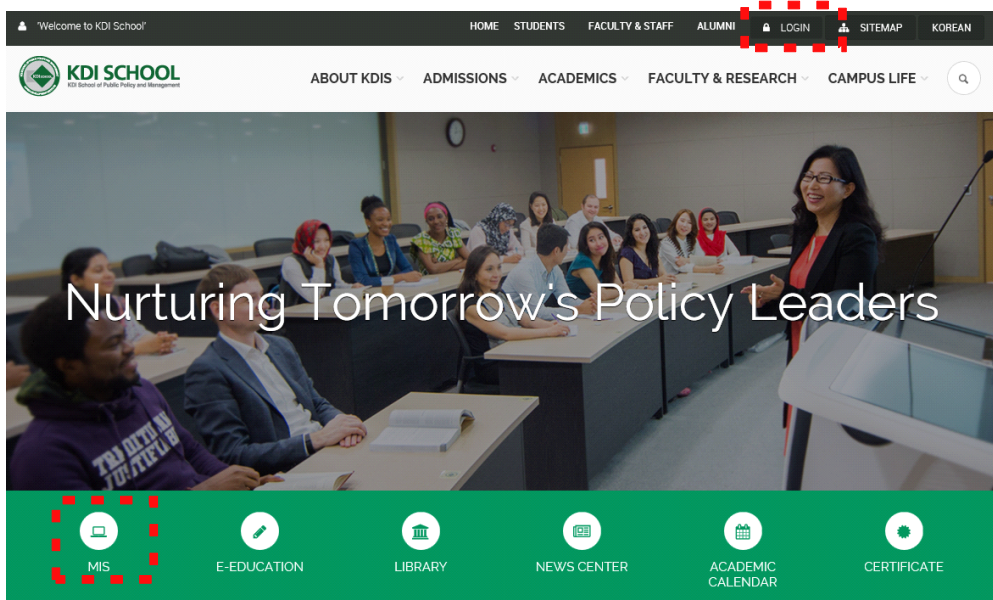 'Welcome to KDI School'
HOME STUDENTS FACULTY & STAFF ALUMNI LOGIN SITEMAP KOREAN
KDI SCHOOL
KDI School of Public Policy and Management
ABOUT KDIS ADMISSIONS ACADEMICS FACULTY & RESEARCH CAMPUS LIFE
Nurturing Tomorrow's Policy Leaders
MIS E-EDUCATION LIBRARY NEWS CENTER ACADEMIC CALENDAR CERTIFICATE